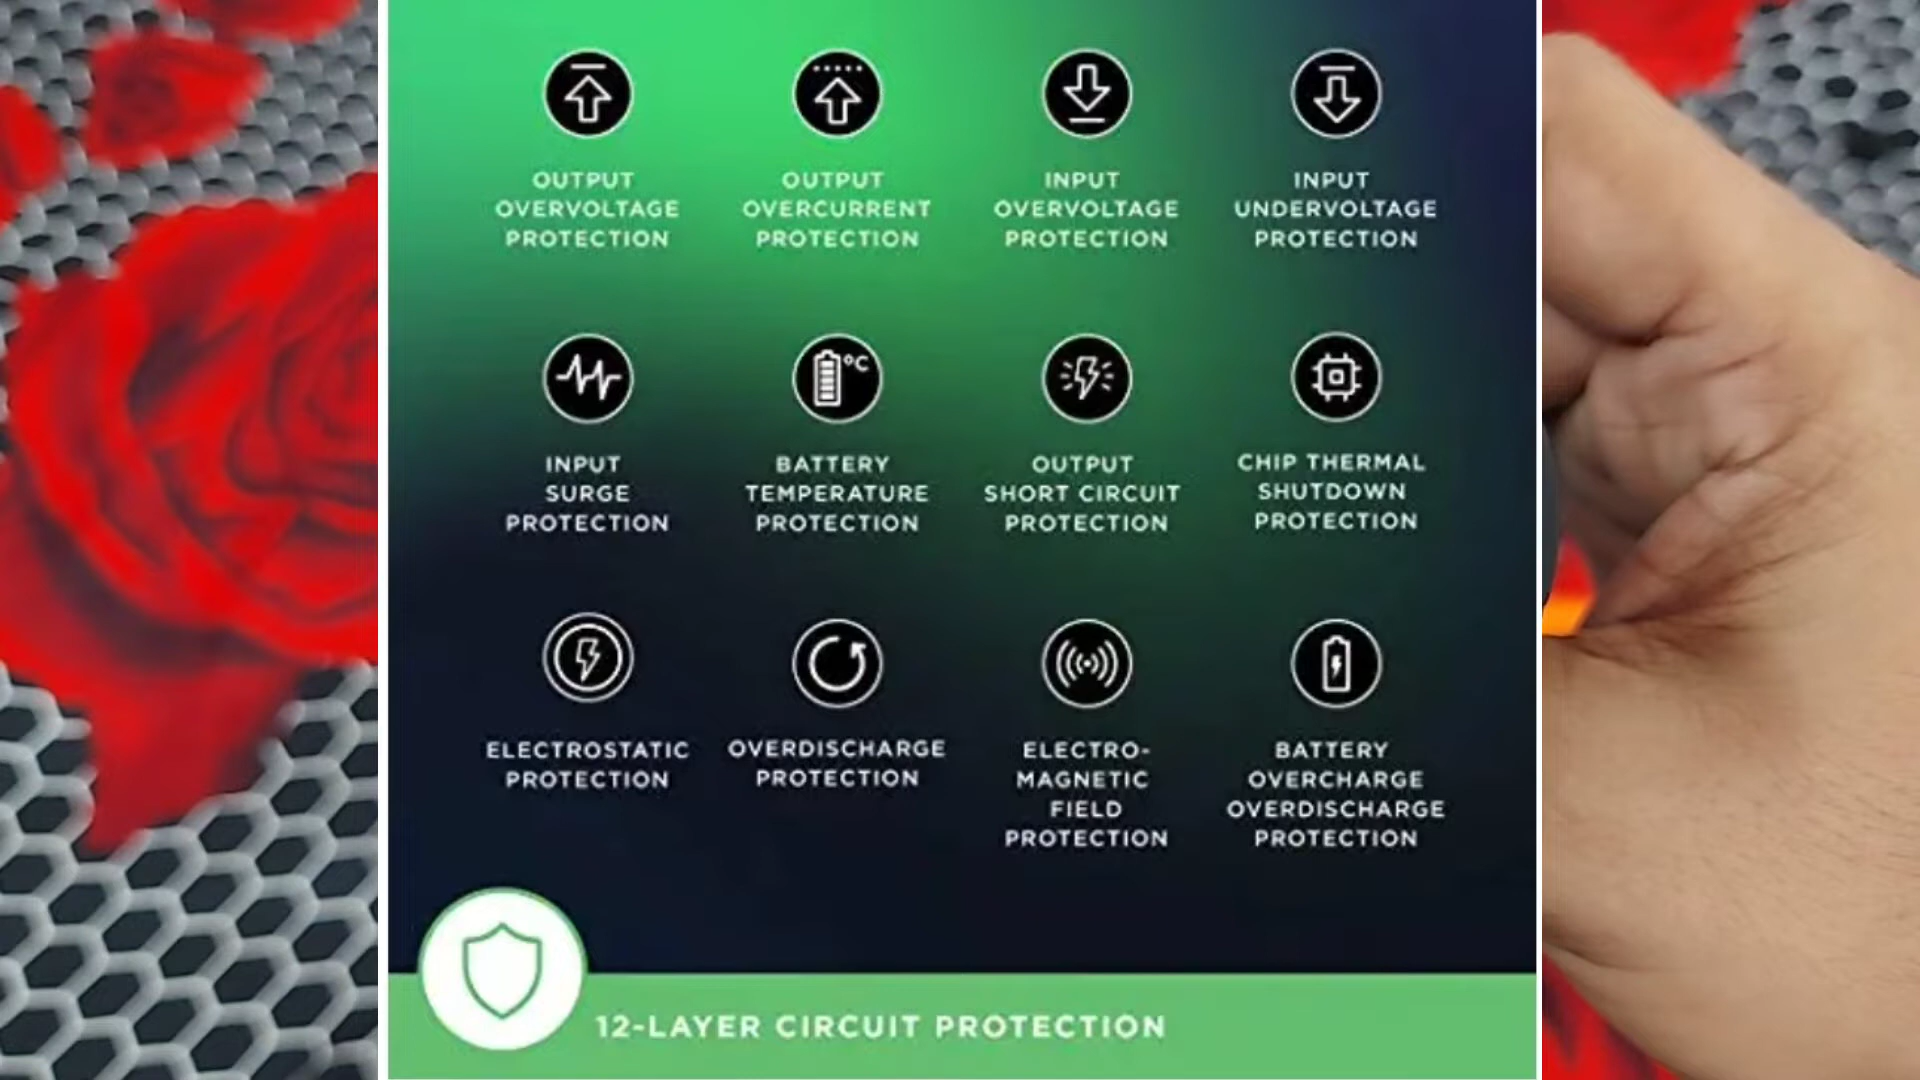 OUTPUT
OVERVOLTAGE
PROTECTION
OUTPUT
OVERCURRENT
PROTECTION
INPUT
OVERVOLTAGE
PROTECTION
INPUT
UNDERVOLTAGE
PROTECTION
INPUT
SURGE
PROTECTION
°C
BATTERY
TEMPERATURE
PROTECTION
OUTPUT
SHORT CIRCUIT
PROTECTION
CHIP THERMAL
SHUTDOWN
PROTECTION
ELECTROSTATIC
PROTECTION
OVERDISCHARGE
PROTECTION
ELECTRO-
MAGNETIC
FIELD
PROTECTION
BATTERY
OVERCHARGE
OVERDISCHARGE
PROTECTION
12-LAYER CIRCUIT PROTECTION